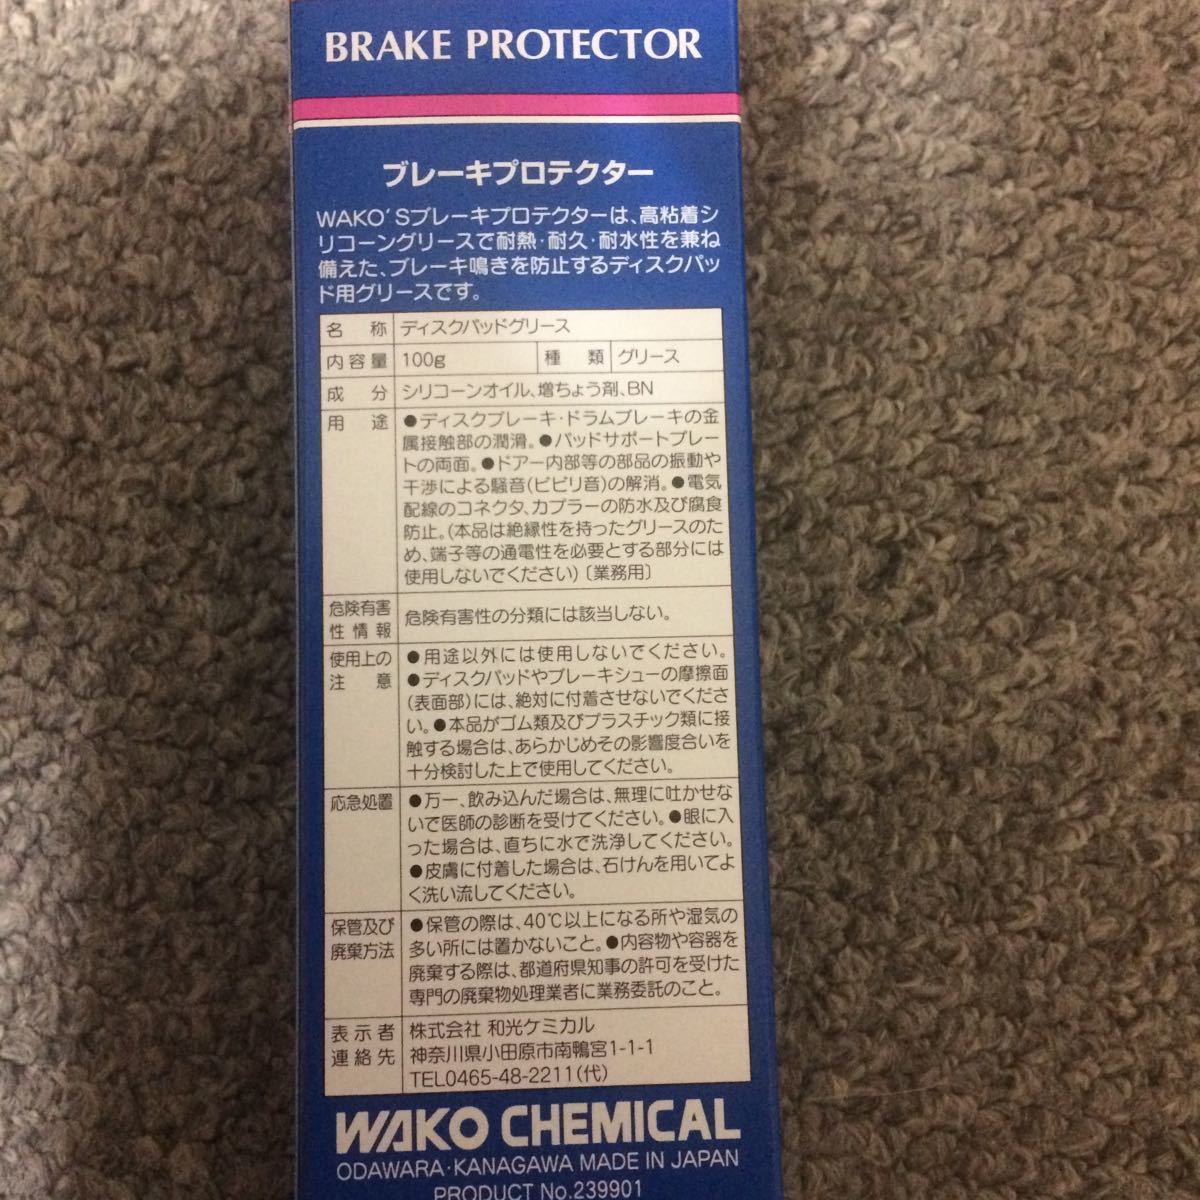 BRAKE PROTECTOR
ブレーキプロテクター
WAKO'Sブレーキプロテクターは、高粘着シ
リコーングリースで耐熱・耐久・耐水性を兼ね
備えた、ブレーキ鳴きを防止するディスクパッ
ド用グリースです。
名称 ディスクパッドグリース
内容量 100g 種類 グリース
成分 シリコーンオイル、増ちょう剤、BN
用途 ●ディスクブレーキ・ドラムブレーキの金
属接触部の潤滑。●パッドサポートプレー
トの両面。●ドアー内部等の部品の振動や
干渉による騒音(ビビリ音)の解消。●電気
配線のコネクタ、カプラーの防水及び腐食
防止。(本品は絶縁性を持ったグリースのた
め、端子等の通電性を必要とする部分には
使用しないでください)〔業務用〕
危険有害
性情報
危険有害性の分類には該当しない。
使用上の
注意
●用途以外には使用しないでください。
●ディスクパッドやブレーキシューの摩擦面
(表面部)には、絶対に付着させないでくださ
い。●本品がゴム類及びプラスチック類に接
触する場合は、あらかじめその影響度合いを
十分検討した上で使用してください。
応急処置 ●万一、飲み込んだ場合は、無理に吐かせな
いで医師の診断を受けてください。●眼に入
った場合は、直ちに水で洗浄してください。
●皮膚に付着した場合は、石けんを用いてよ
く洗い流してください。
保管及び
廃棄方法
●保管の際は、40℃以上になる所や湿気の
多い所には置かないこと。●内容物や容器を
廃棄する際は、都道府県知事の許可を受けた
専門の廃棄物処理業者に業務委託のこと。
表示者
連絡先
株式会社 和光ケミカル
神奈川県小田原市南鴨宮1-1-1
TEL0465-48-2211(代)
WAKO CHEMICAL
ODAWARA・KANAGAWA MADE IN JAPAN
PRODUCT No.239901